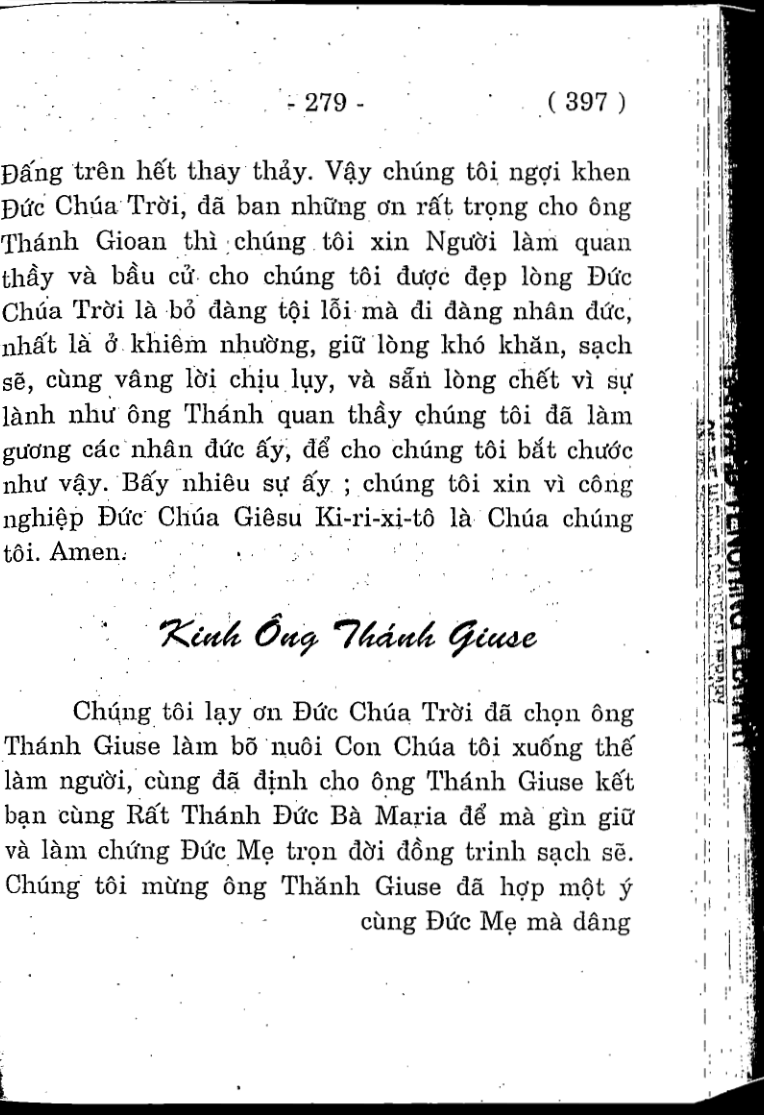 - 279 - ( 397 )
Đấng trên hết thay thảy. Vậy chúng tôi ngợi khen
Đức Chúa Trời, đã ban những ơn rất trọng cho ông
Thánh Gioan thì chúng tôi xin Người làm quan
thầy và bầu cử cho chúng tôi được đẹp lòng Đức
Chúa Trời là bỏ đàng tội lỗi mà đi đàng nhân đức,
nhất là ở khiêm nhường, giữ lòng khó khăn, sạch
sẽ, cùng vâng lời chịu lụy, và sẵn lòng chết vì sự
lành như ông Thánh quan thầy chúng tôi đã làm
gương các nhân đức ấy, để cho chúng tôi bắt chước
như vậy. Bấy nhiêu sự ấy ; chúng tôi xin vì công
nghiệp Đức Chúa Giêsu Ki-ri-xi-tô là Chúa chúng
tôi. Amen.
Kinh Ông Thánh Giuse
Chúng tôi lạy ơn Đức Chúa Trời đã chọn ông
Thánh Giuse làm bõ nuôi Con Chúa tôi xuống thế
làm người, cùng đã định cho ông Thánh Giuse kết
bạn cùng Rất Thánh Đức Bà Maria để mà gìn giữ
và làm chứng Đức Mẹ trọn đời đồng trinh sạch sẽ.
Chúng tôi mừng ông Thánh Giuse đã hợp một ý
cùng Đức Mẹ mà dâng